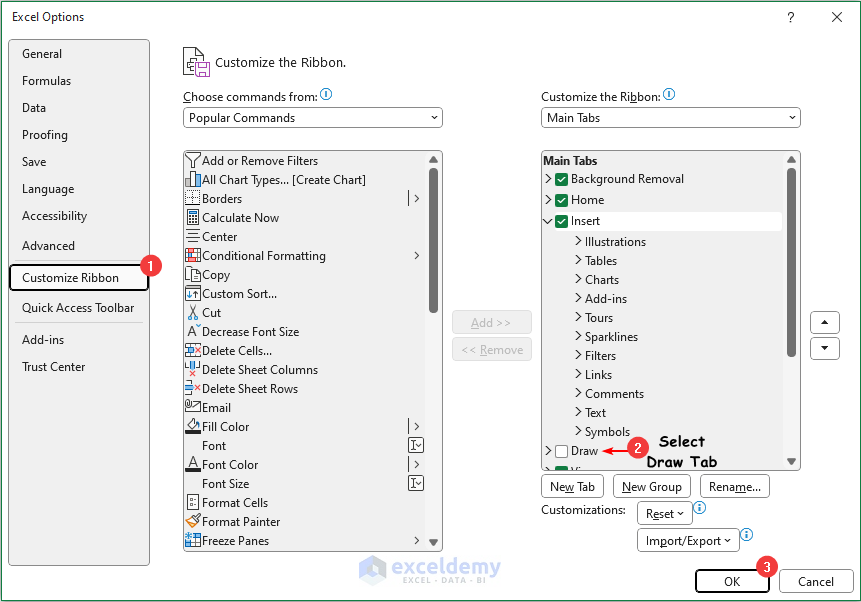 Excel Options
?
General
Formulas
Data
Proofing
Save
Language
Accessibility
Advanced
Customize Ribbon
1
Quick Access Toolbar
Add-ins
Trust Center
Customize the Ribbon.
Choose commands from:
Popular Commands
Add or Remove Filters
All Chart Types... [Create Chart]
Borders
Calculate Now
Center
Conditional Formatting
Copy
Custom Sort...
Cut
Decrease Font Size
Delete Cells...
Delete Sheet Columns
Delete Sheet Rows
Email
Fill Color
Font
Font Color
Font Size
Format Cells
Format Painter
Freeze Panes
Add >>
<< Remove
Customize the Ribbon:
Main Tabs
Main Tabs
Background Removal
Home
Insert
Illustrations
Tables
Charts
Add-ins
Tours
Sparklines
Filters
Links
Comments
Text
Symbols
Draw
2
Select
Draw Tab
New Tab
New Group
Rename...
Customizations:
Reset
Import/Export
exceldemy
EXCEL - DATA - BI
3
OK
Cancel